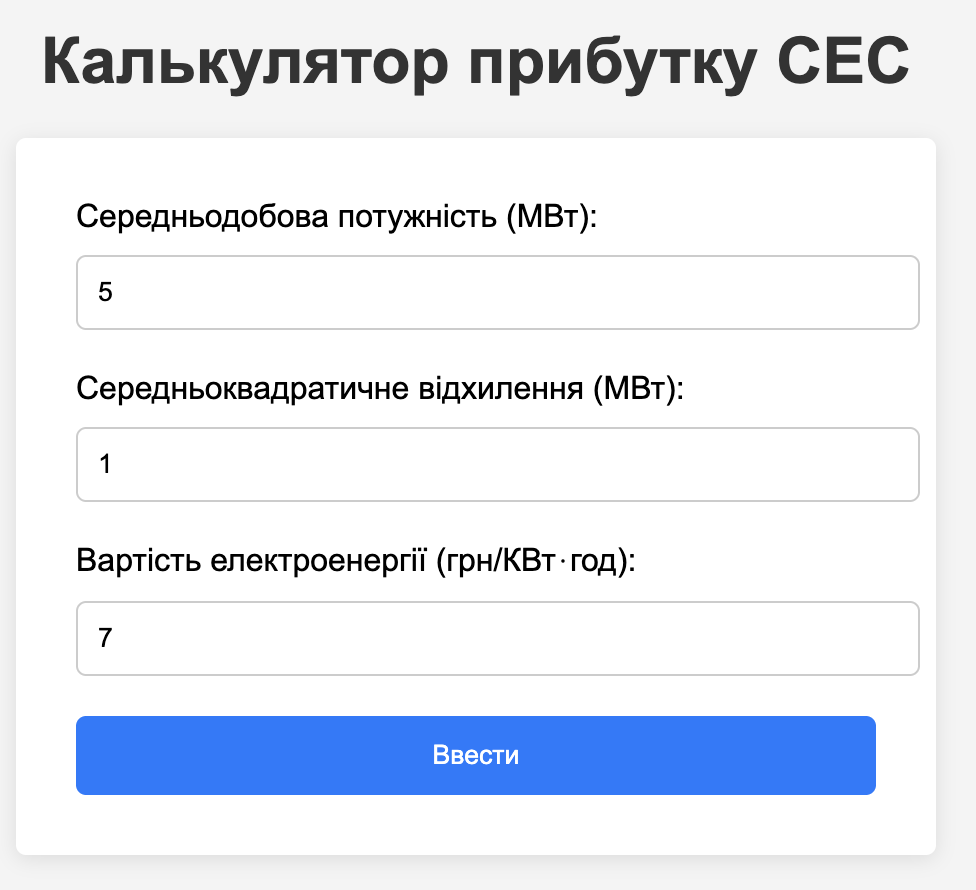 Калькулятор прибутку СЕС
Середньодобова потужність (МВт):
5
Середньоквадратичне відхилення (МВт):
1
Вартість електроенергії (грн/КВт·год):
7
Ввести